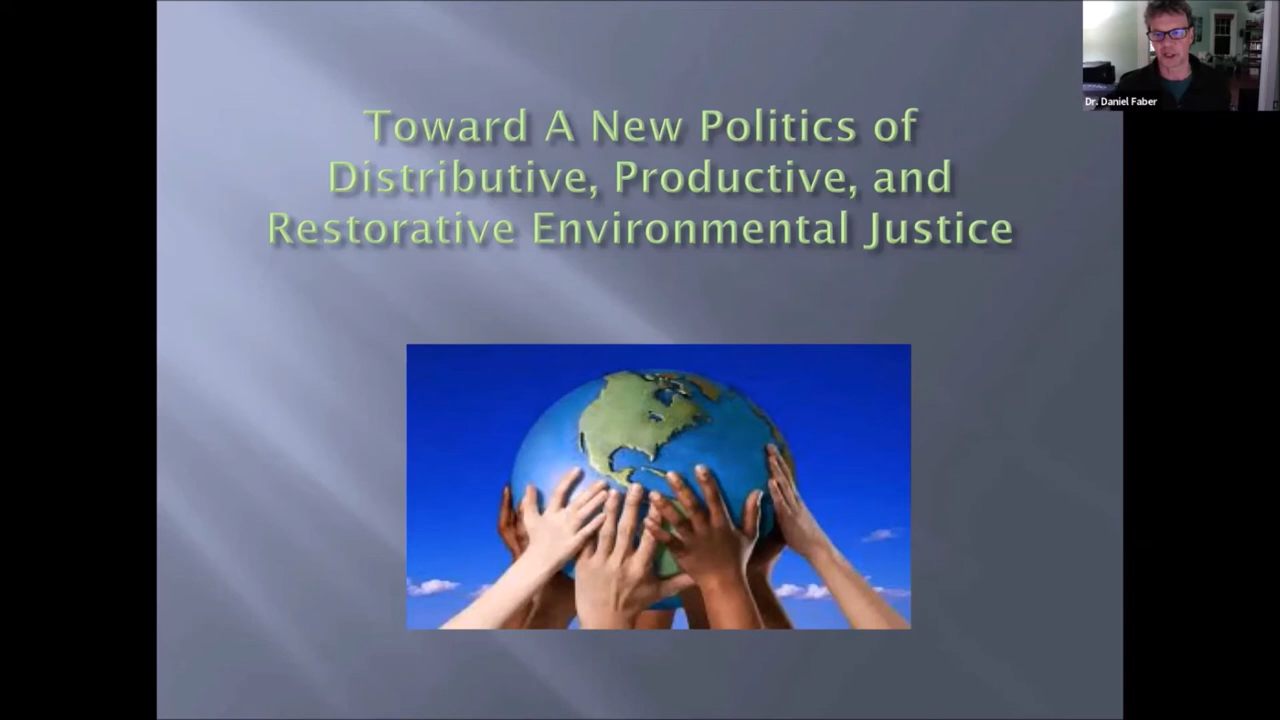 Toward A New Politics of
Distributive, Productive, and
Restorative Environmental Justice
Dr. Daniel Faber